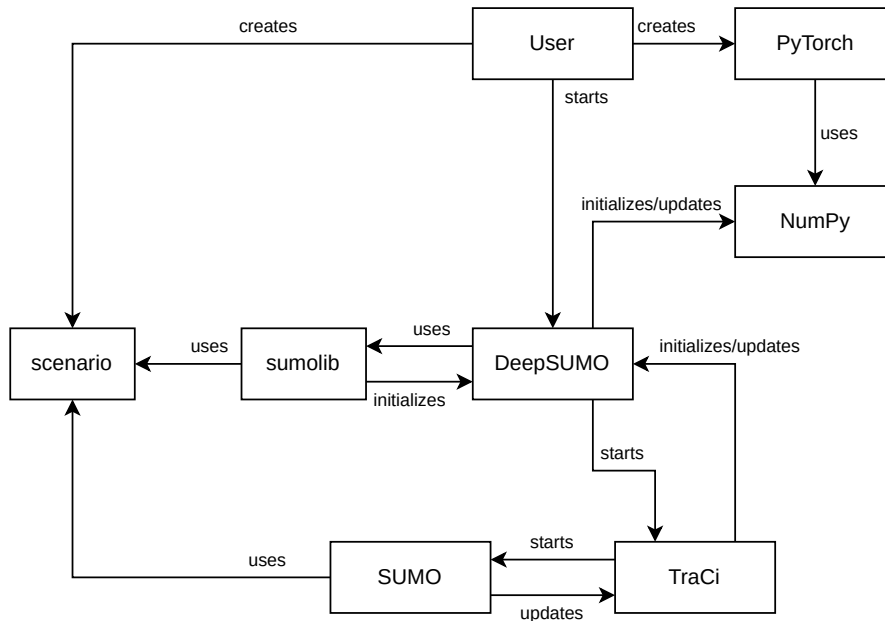 creates
User
creates
PyTorch
starts
uses
initializes/updates
NumPy
scenario
uses
sumolib
uses
initializes
DeepSUMO
initializes/updates
starts
uses
SUMO
starts
updates
TraCi